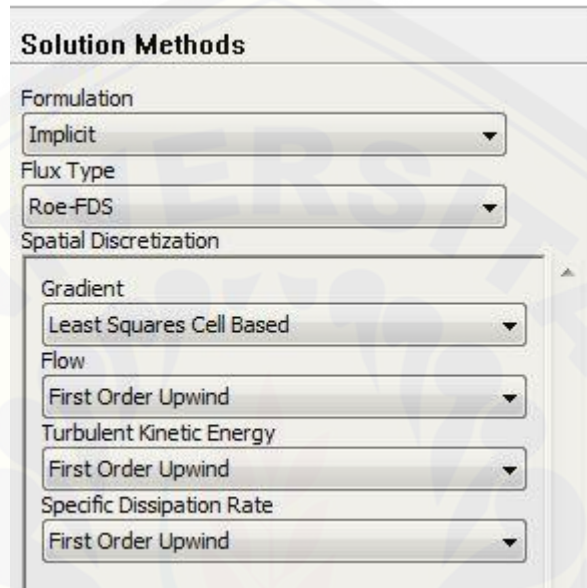 Solution Methods
Formulation
Implicit
Flux Type
Roe-FDS
Spatial Discretization
Gradient
Least Squares Cell Based
Flow
First Order Upwind
Turbulent Kinetic Energy
First Order Upwind
Specific Dissipation Rate
First Order Upwind